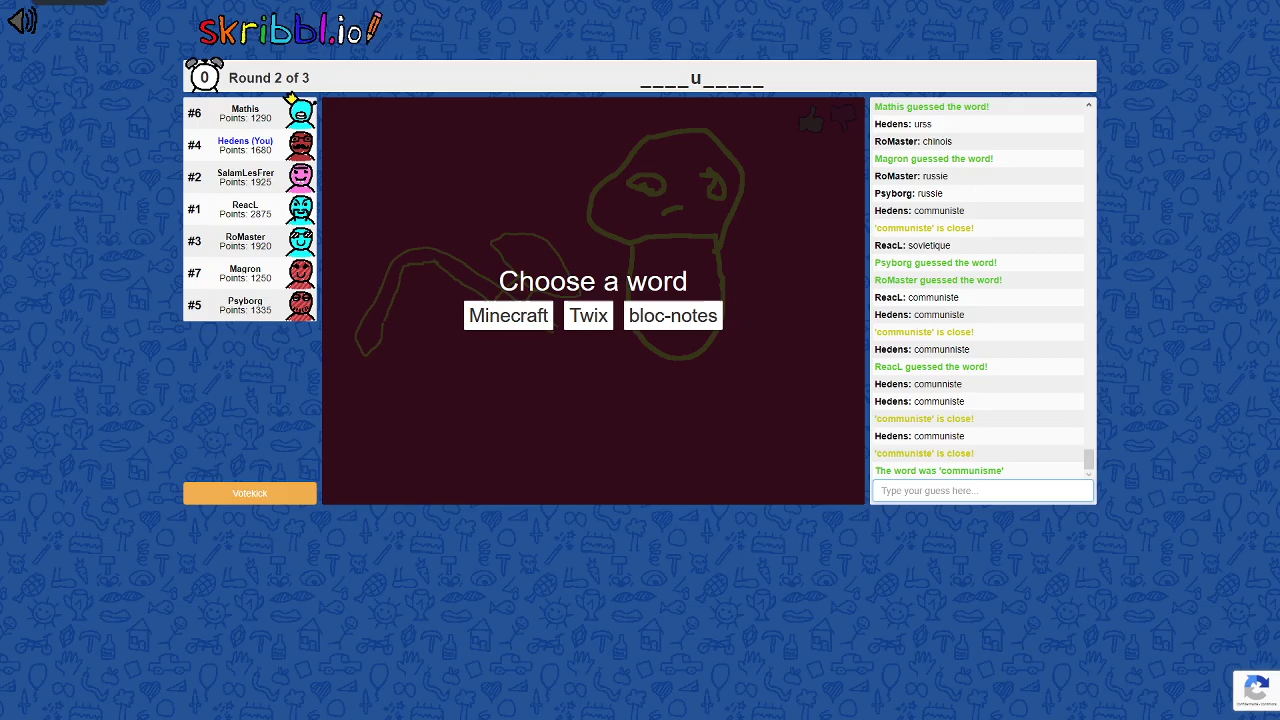 skribbl.io
0
Round 2 of 3
____u_____
#6
Mathis
Points: 1290
#4
Hedens (You)
Points: 1680
#2
SalamLesFrer
Points: 1925
#1
ReacL
Points: 2875
#3
RoMaster
Points: 1920
#7
Magron
Points: 1250
#5
Psyborg
Points: 1335
Votekick
Choose a word
Minecraft
Twix
bloc-notes
Mathis guessed the word!
Hedens: urss
RoMaster: chinois
Magron guessed the word!
RoMaster: russie
Psyborg: russie
Hedens: communiste
'communiste' is close!
ReacL: sovietique
Psyborg guessed the word!
RoMaster guessed the word!
ReacL: communiste
Hedens: communiste
'communiste' is close!
Hedens: communniste
ReacL guessed the word!
Hedens: comunniste
Hedens: communiste
'communiste' is close!
Hedens: communiste
'communiste' is close!
The word was 'communisme'
Type your guess here...